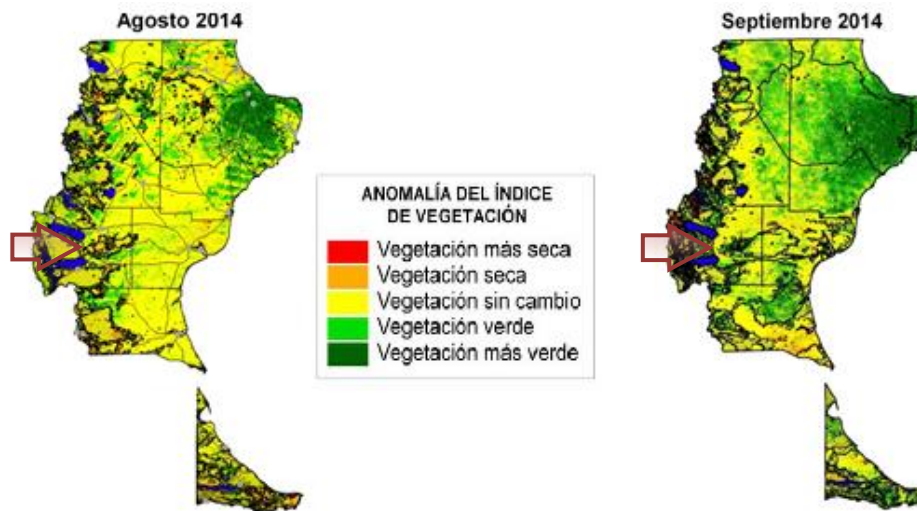 Agosto 2014
Septiembre 2014
ANOMALÍA DEL ÍNDICE
DE VEGETACIÓN
Vegetación más seca
Vegetación seca
Vegetación sin cambio
Vegetación verde
Vegetación más verde